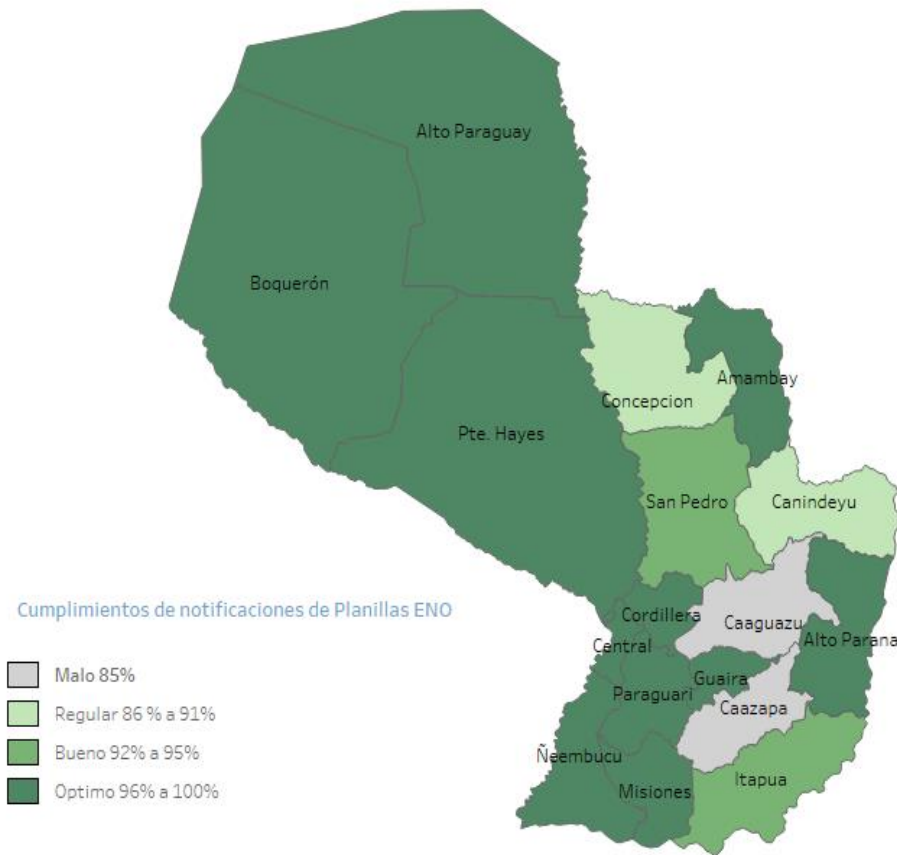 Alto Paraguay
Boquerón
Amambay
Concepcion
Pte. Hayes
San Pedro
Canindeyu
Cumplimientos de notificaciones de Planillas ENO
Cordillera
Caaguazu
Alto Parana
Central
Malo 85%
Guaira
Paraguari
Caazapa
Regular 86 % a 91%
Bueno 92% a 95%
Ñeembucu
Itapua
Misiones
Optimo 96% a 100%